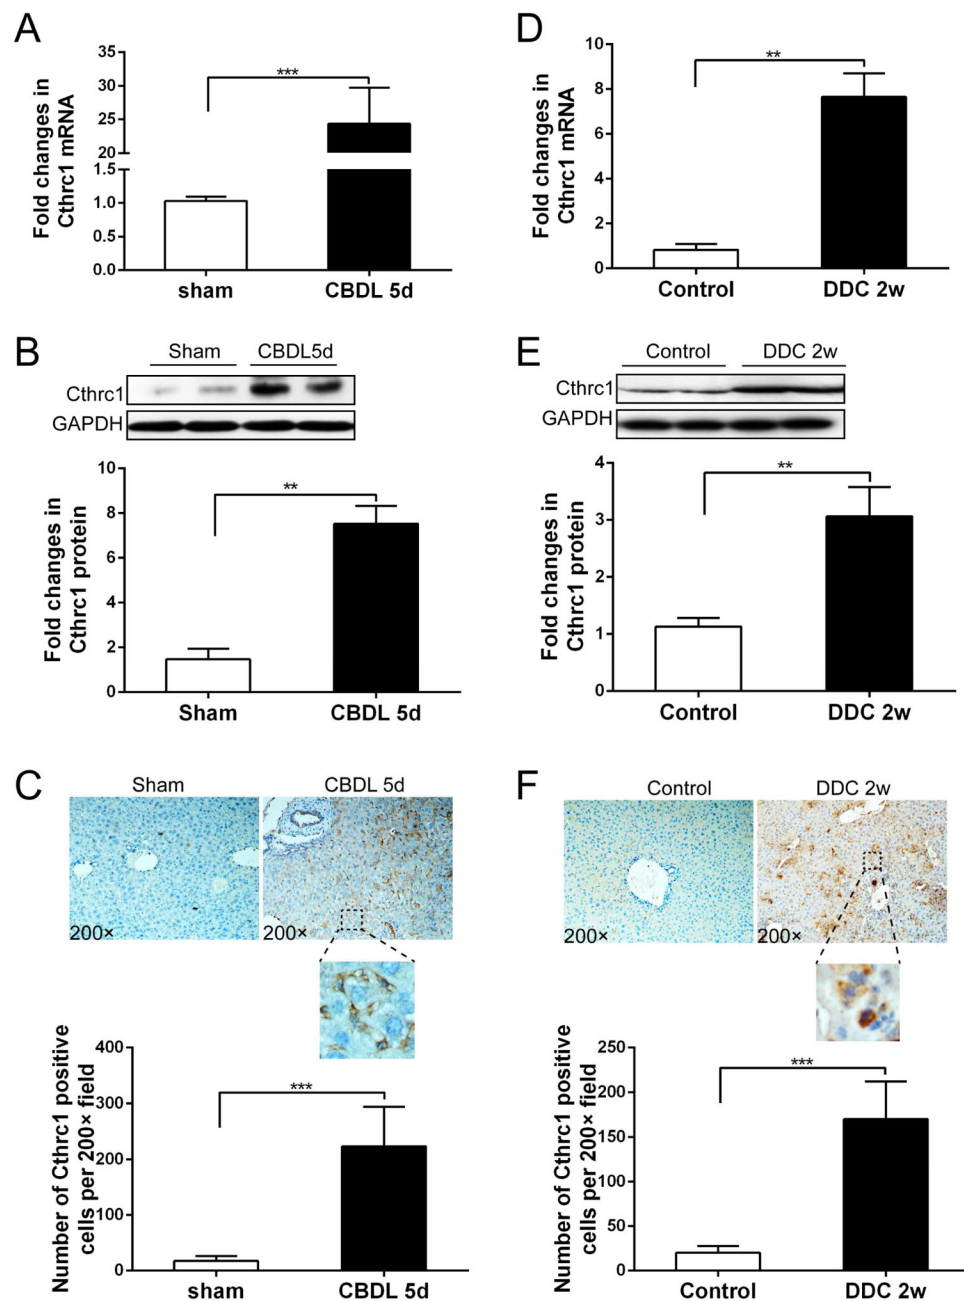 A
Fold changes in
Cthrc1 mRNA
35
30
25
20
15
1.5
1.0
0.5
0.0
***
sham
CBDL 5d
D
Fold changes in
Cthrc1 mRNA
10
8
6
4
2
0
**
Control
DDC 2w
B
Sham
CBDL5d
Cthrc1
GAPDH
Fold changes in
Cthrc1 protein
10
8
6
4
2
0
**
Sham
CBDL 5d
E
Control
DDC 2w
Cthrc1
GAPDH
Fold changes in
Cthrc1 protein
4
3
2
1
0
**
Control
DDC 2w
C
Sham
CBDL 5d
200×
200×
Number of Cthrc1 positive
cells per 200× field
400
300
200
100
0
***
sham
CBDL 5d
F
Control
DDC 2w
200×
200×
Number of Cthrc1 positive
cells per 200× field
250
200
150
100
50
0
***
Control
DDC 2w